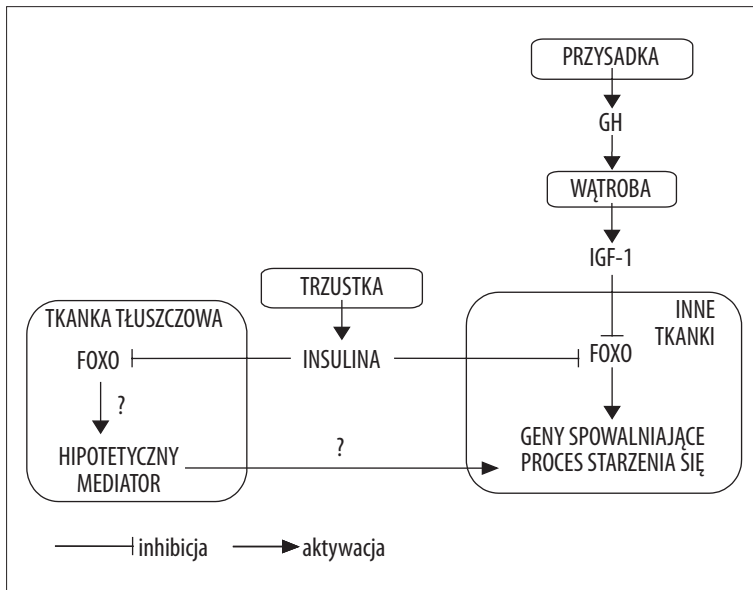 PRZYSADKA
GH
WĄTROBA
IGF-1
TRZUSTKA
INNE
TKANKI
TKANKA TŁUSZCZOWA
FOXO
INSULINA
FOXO
?
HIPOTETYCZNY
MEDIATOR
?
GENY SPOWALNIAJĄCE
PROCES STARZENIA SIĘ
inhibicja
aktywacja